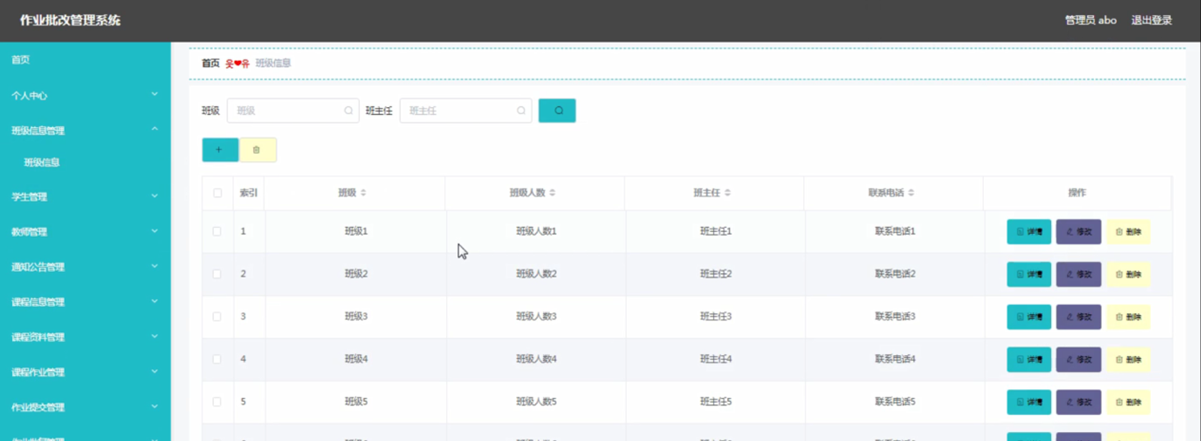 作业批改管理系统
管理员 abo 退出登录
首页
个人中心
班级信息管理
班级信息
学生管理
教师管理
通知公告管理
课程信息管理
课程资料管理
课程作业管理
作业提交管理
首页 班级信息
班级 班级 班主任 班主任
+
索引 班级 班级人数 班主任 联系电话 操作
1 班级1 班级人数1 班主任1 联系电话1 详情 修改 删除
2 班级2 班级人数2 班主任2 联系电话2 详情 修改 删除
3 班级3 班级人数3 班主任3 联系电话3 详情 修改 删除
4 班级4 班级人数4 班主任4 联系电话4 详情 修改 删除
5 班级5 班级人数5 班主任5 联系电话5 详情 修改 删除